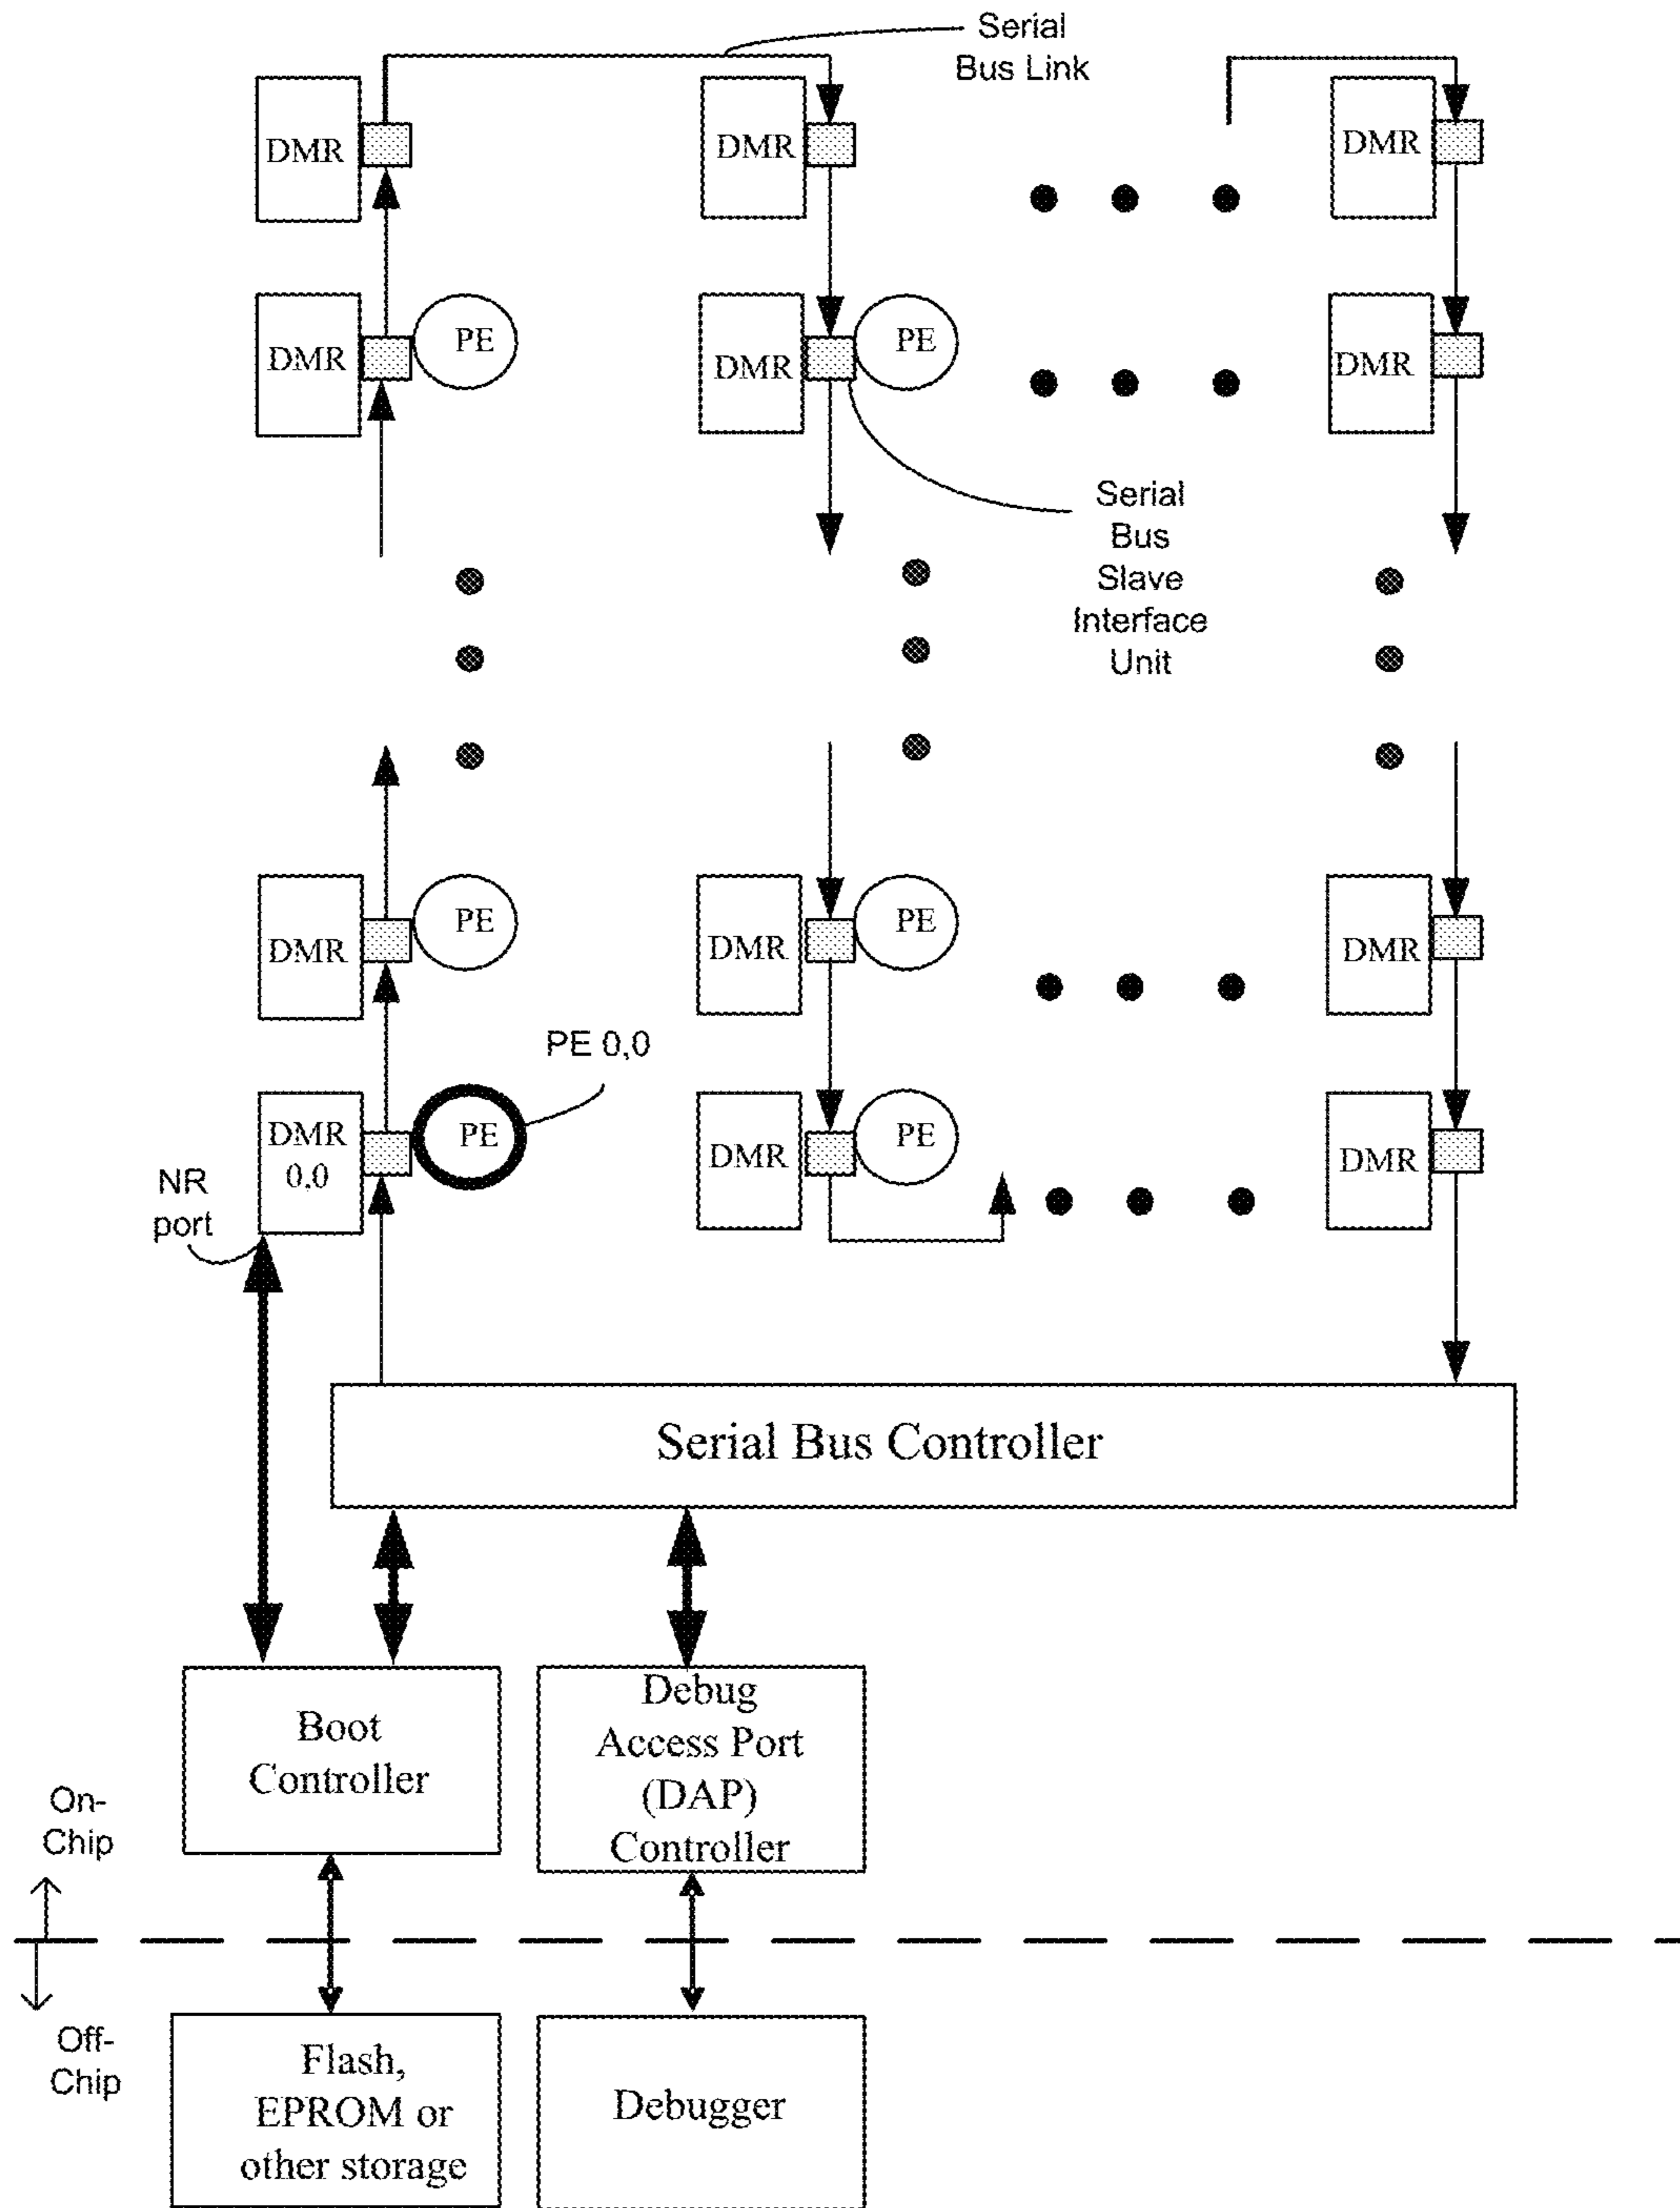 Serial
Bus Link
DMR
DMR
DMR
DMR
PE
DMR
PE
DMR
Serial
Bus
Slave
Interface
Unit
DMR
PE
DMR
PE
DMR
PE 0,0
DMR
0,0
PE
DMR
PE
DMR
NR
port
Serial Bus Controller
Boot
Controller
Debug
Access Port
(DAP)
Controller
On-
Chip
Off-
Chip
Flash,
EPROM or
other storage
Debugger